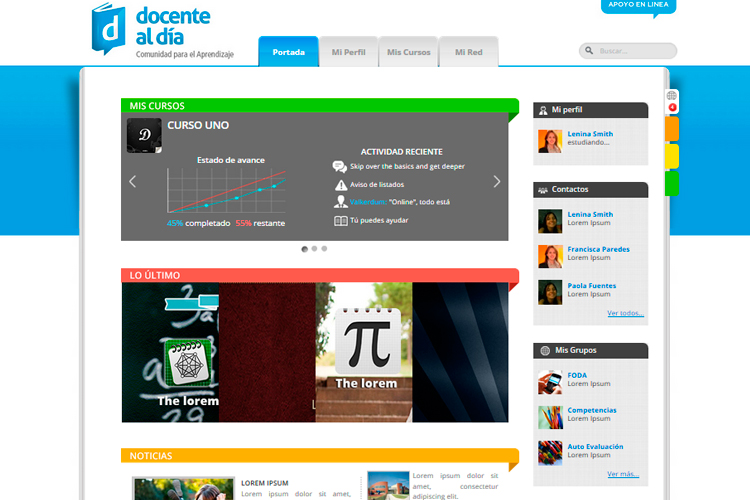 APOYO EN LINEA
d
docente
al día
Comunidad para el Aprendizaje
Portada
Mi Perfil
Mis Cursos
Mi Red
Buscar...
MIS CURSOS
D
CURSO UNO
Estado de avance
45% completado 55% restante
ACTIVIDAD RECIENTE
Skip over the basics and get deeper
Aviso de listados
Valkerdum: "Online", todo está
Tú puedes ayudar
LO ÚLTIMO
The lorem
L
π
The lorem
NOTICIAS
LOREM IPSUM
Lorem ipsum dolor sit amet,
Lorem ipsum dolor sit
amet, consectetur
adipiscing elit.
Mi perfil
Lenina Smith
estudiando...
Contactos
Lenina Smith
Lorem Ipsum
Francisca Paredes
Lorem Ipsum
Paola Fuentes
Lorem Ipsum
Ver todos...
Mis Grupos
FODA
Lorem Ipsum
Competencias
Lorem Ipsum
Auto Evaluación
Lorem Ipsum
Ver más...